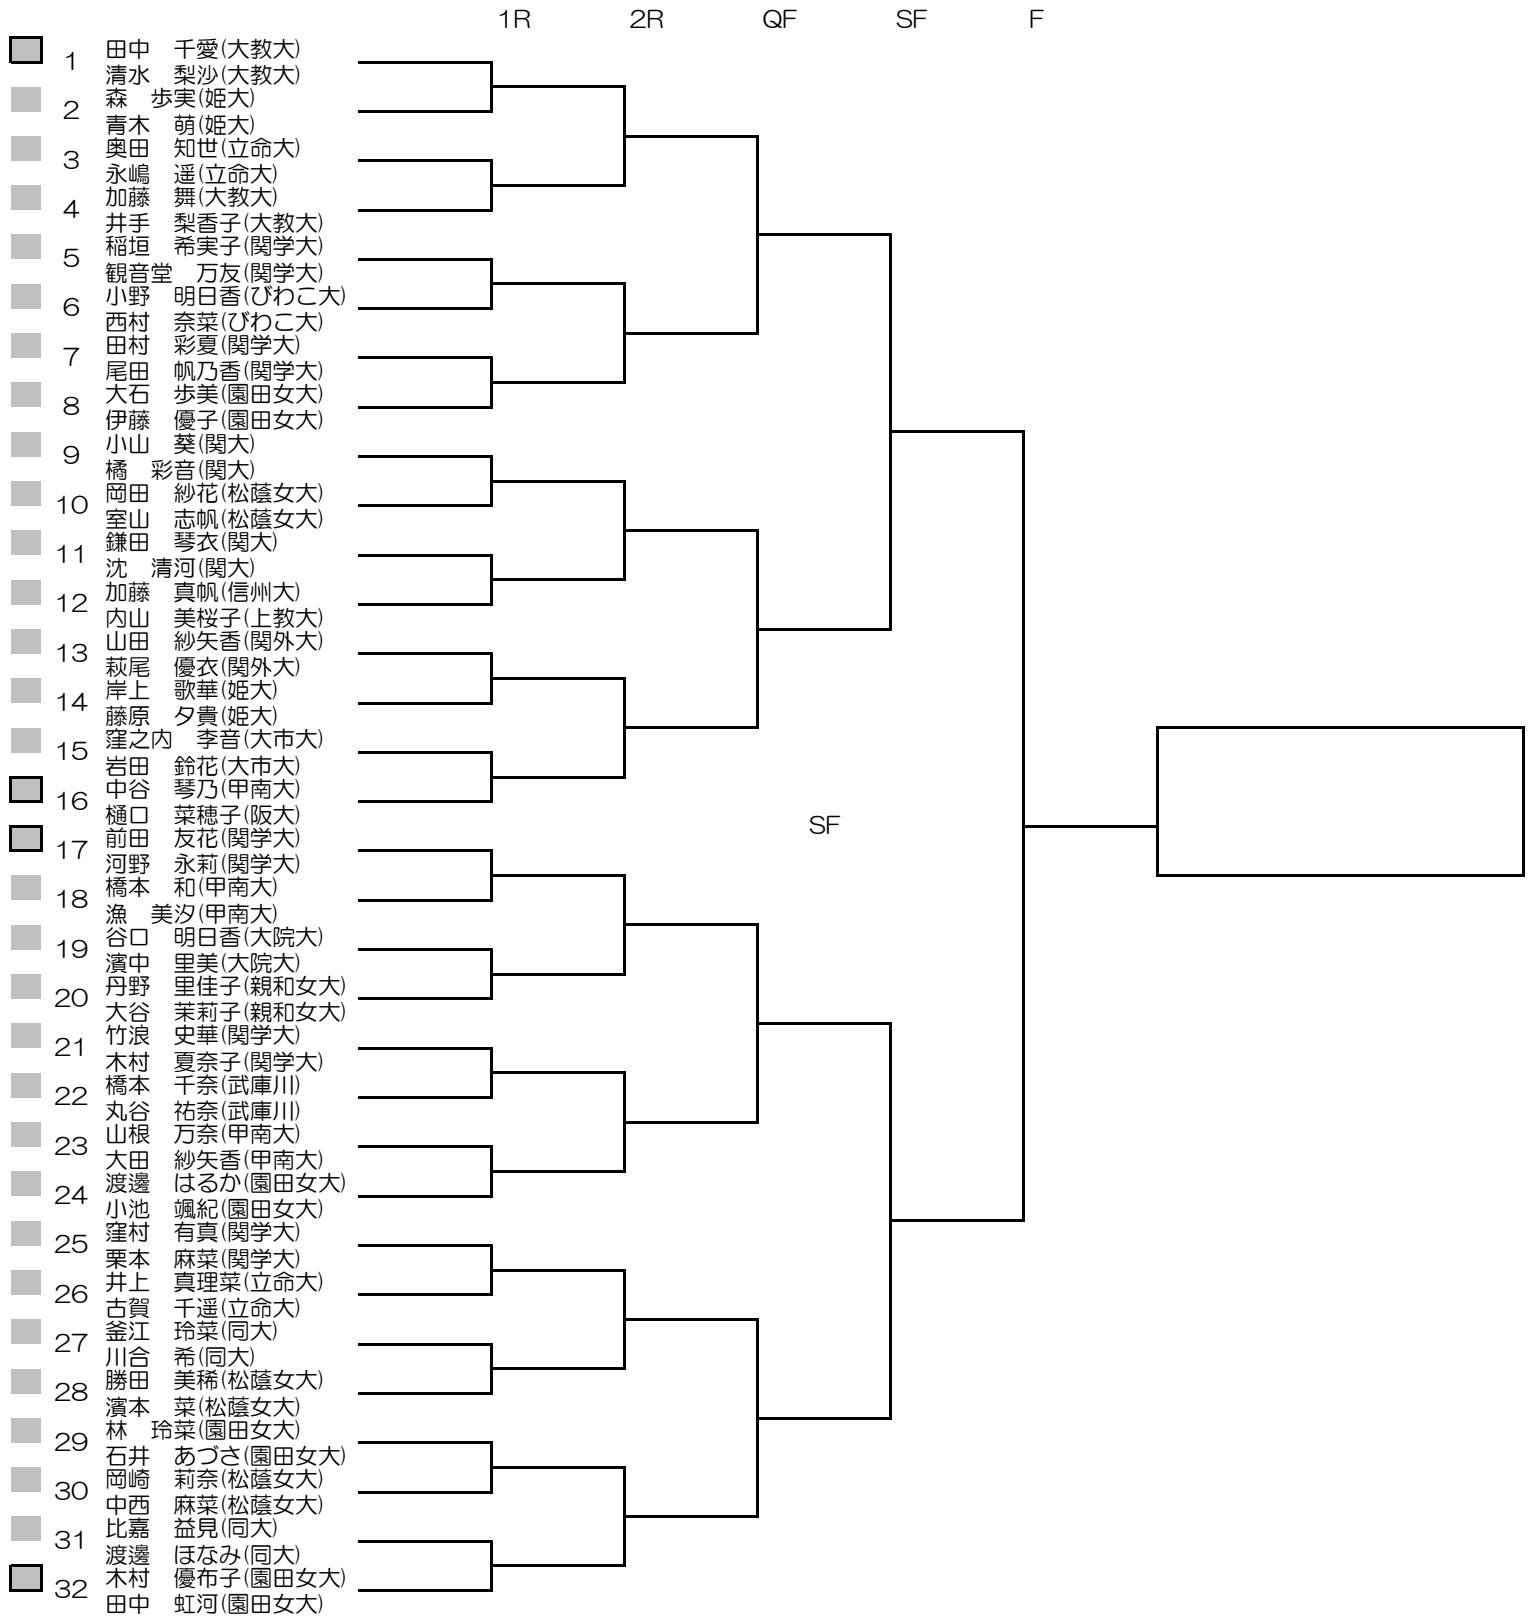 1R 2R QF SF F
田中　千愛(大教大)
1
清水　梨沙(大教大)
森　歩実(姫大)
2
青木　萌(姫大)
奥田　知世(立命大)
3
永嶋　遥(立命大)
加藤　舞(大教大)
4
井手　梨香子(大教大)
稲垣　希実子(関学大)
5
観音堂　万友(関学大)
小野　明日香(びわこ大)
6
西村　奈菜(びわこ大)
田村　彩夏(関学大)
7
尾田　帆乃香(関学大)
大石　歩美(園田女大)
8
伊藤　優子(園田女大)
小山　葵(関大)
9
橘　彩音(関大)
岡田　紗花(松蔭女大)
10
室山　志帆(松蔭女大)
鎌田　琴衣(関大)
11
沈　清河(関大)
加藤　真帆(信州大)
12
内山　美桜子(上教大)
山田　紗矢香(関外大)
13
萩尾　優衣(関外大)
岸上　歌華(姫大)
14
藤原　夕貴(姫大)
窪之内　李音(大市大)
15
岩田　鈴花(大市大)
中谷　琴乃(甲南大)
16
樋口　菜穂子(阪大)
SF
前田　友花(関学大)
17
河野　永莉(関学大)
橋本　和(甲南大)
18
漁　美汐(甲南大)
谷口　明日香(大院大)
19
濱中　里美(大院大)
丹野　里佳子(親和女大)
20
大谷　茉莉子(親和女大)
竹浪　史華(関学大)
21
木村　夏奈子(関学大)
橋本　千奈(武庫川)
22
丸谷　祐奈(武庫川)
山根　万奈(甲南大)
23
大田　紗矢香(甲南大)
渡邊　はるか(園田女大)
24
小池　颯紀(園田女大)
窪村　有真(関学大)
25
栗本　麻菜(関学大)
井上　真理菜(立命大)
26
古賀　千遥(立命大)
釜江　玲菜(同大)
27
川合　希(同大)
勝田　美稀(松蔭女大)
28
濱本　菜(松蔭女大)
林　玲菜(園田女大)
29
石井　あづさ(園田女大)
岡崎　莉奈(松蔭女大)
30
中西　麻菜(松蔭女大)
比嘉　益見(同大)
31
渡邊　ほなみ(同大)
木村　優布子(園田女大)
32
田中　虹河(園田女大)